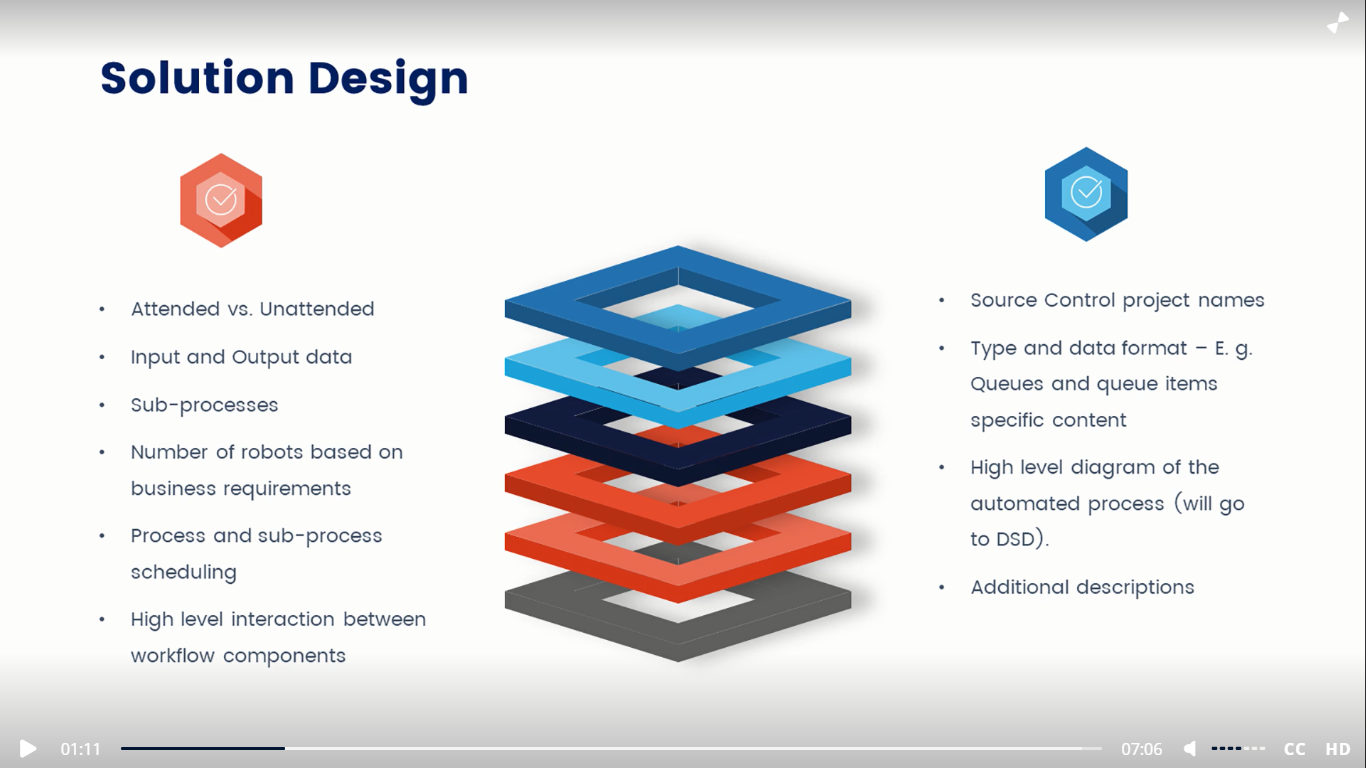 Solution Design
• Attended vs. Unattended
• Input and Output data
• Sub-processes
• Number of robots based on
business requirements
• Process and sub-process
scheduling
• High level interaction between
workflow components
• Source Control project names
• Type and data format – E. g.
Queues and queue items
specific content
• High level diagram of the
automated process (will go
to DSD).
• Additional descriptions
01:11
07:06
CC
HD